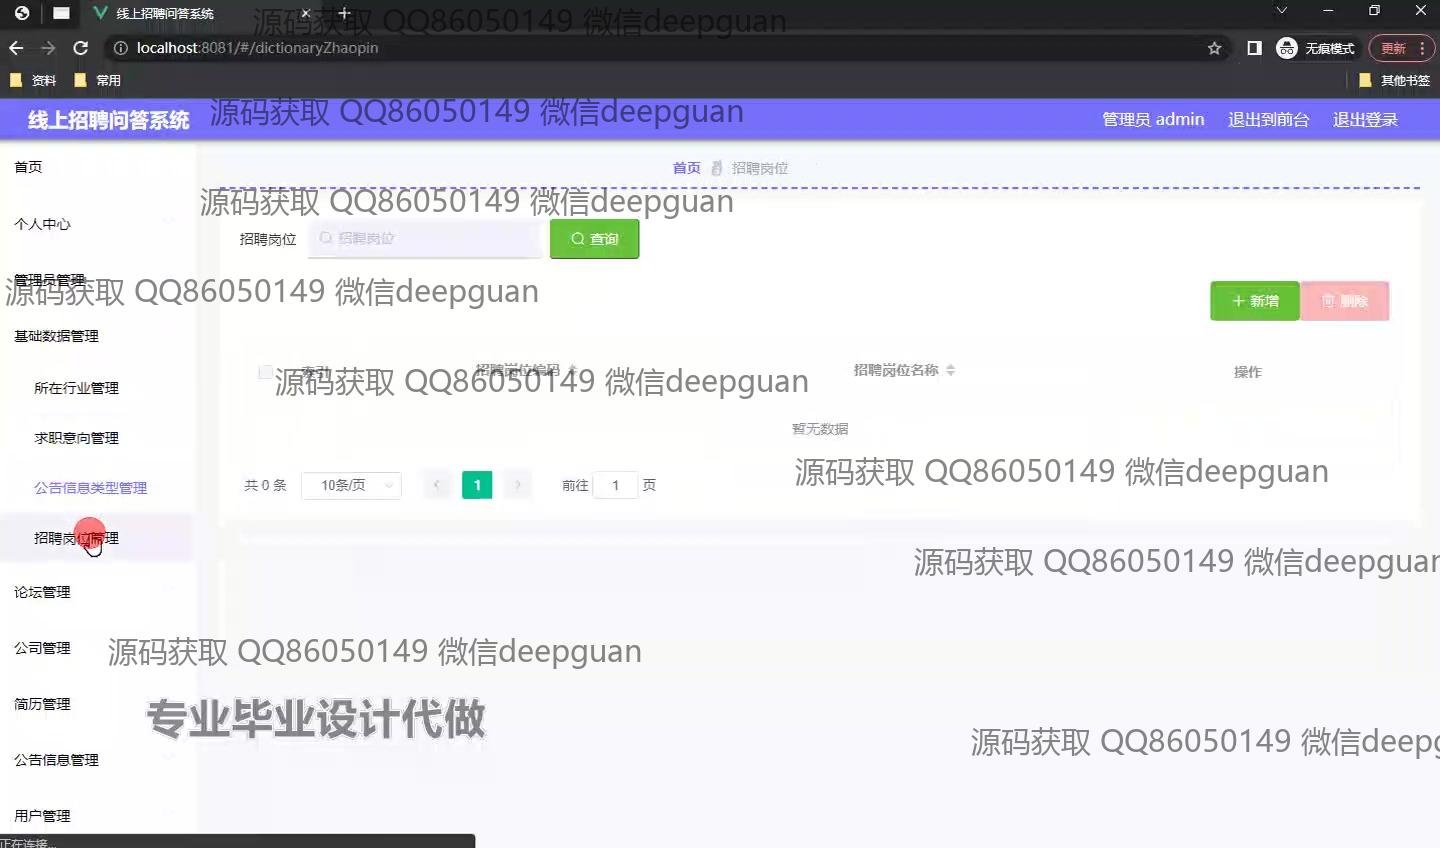 线上招聘问答系统
源码获取 QQ86050149 微信deepguan
localhost:8081/#/dictionaryZhaopin
无痕模式
更新
资料
常用
其他书签
线上招聘问答系统
源码获取 QQ86050149 微信deepguan
管理员 admin
退出到前台
退出登录
首页
首页
招聘岗位
源码获取 QQ86050149 微信deepguan
个人中心
招聘岗位
招聘岗位
查询
管理员管理
源码获取 QQ86050149 微信deepguan
新增
删除
基础数据管理
索引
招聘岗位编码
招聘岗位名称
操作
源码获取 QQ86050149 微信deepguan
所在行业管理
暂无数据
求职意向管理
源码获取 QQ86050149 微信deepguan
公告信息类型管理
共 0 条
10条/页
1
前往
1
页
招聘岗位管理
源码获取 QQ86050149 微信deepguan
论坛管理
公司管理
源码获取 QQ86050149 微信deepguan
简历管理
专业毕业设计代做
源码获取 QQ86050149 微信deepg
公告信息管理
用户管理
正在连接...